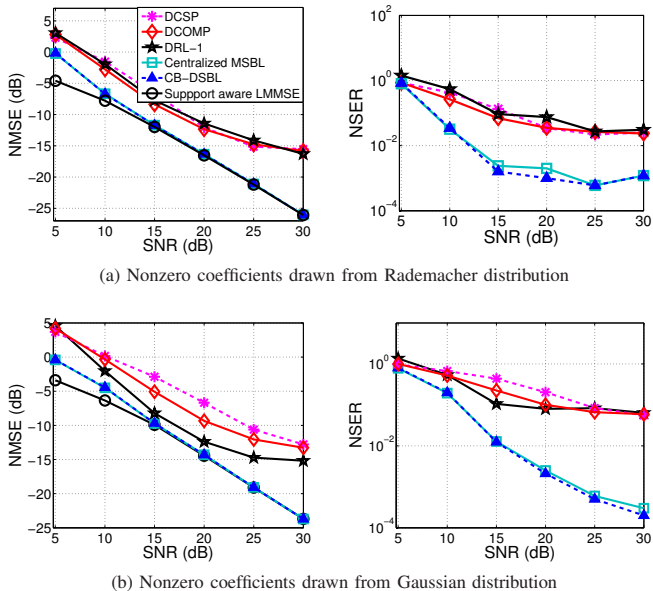 5
0
−5
−10
−15
−20
−25
NMSE (dB)
5 10 15 20 25 30
SNR (dB)
DCSP
DCOMP
DRL-1
Centralized MSBL
CB-DSBL
Suppport aware LMMSE
10^2
10^0
10^−2
10^−4
NSER
5 10 15 20 25 30
SNR (dB)
(a) Nonzero coefficients drawn from Rademacher distribution
5
0
−5
−10
−15
−20
−25
NMSE (dB)
5 10 15 20 25 30
SNR (dB)
10^0
10^−2
10^−4
NSER
5 10 15 20 25 30
SNR (dB)
(b) Nonzero coefficients drawn from Gaussian distribution